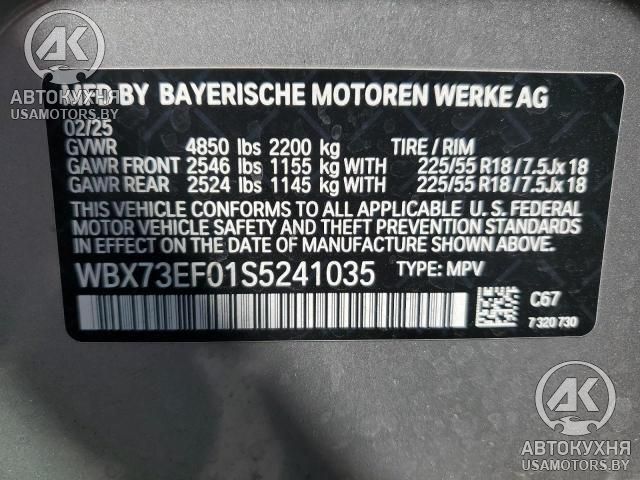 AK
АВТОКУХНЯ
USAMOTORS.BY
MFD BY BAYERISCHE MOTOREN WERKE AG
02/25
GVWR 4850 lbs 2200 kg TIRE / RIM
GAWR FRONT 2546 lbs 1155 kg WITH 225/55 R18/7.5Jx18
GAWR REAR 2524 lbs 1145 kg WITH 225/55 R18/7.5Jx18
THIS VEHICLE CONFORMS TO ALL APPLICABLE U.S. FEDERAL
MOTOR VEHICLE SAFETY AND THEFT PREVENTION STANDARDS
IN EFFECT ON THE DATE OF MANUFACTURE SHOWN ABOVE.
WBX73EF01S5241035 TYPE: MPV
C67
7 320 730
AK
АВТОКУХНЯ
USAMOTORS.BY